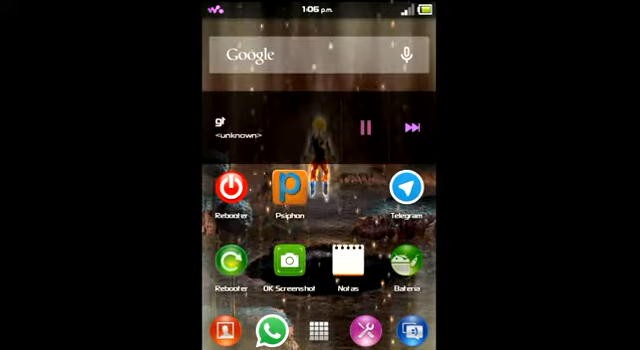 1:06 p.m.
Google
gt
<unknown>
Rebooter
Psiphon
Telegram
Rebooter
OK Screenshot
Notas
Bateria